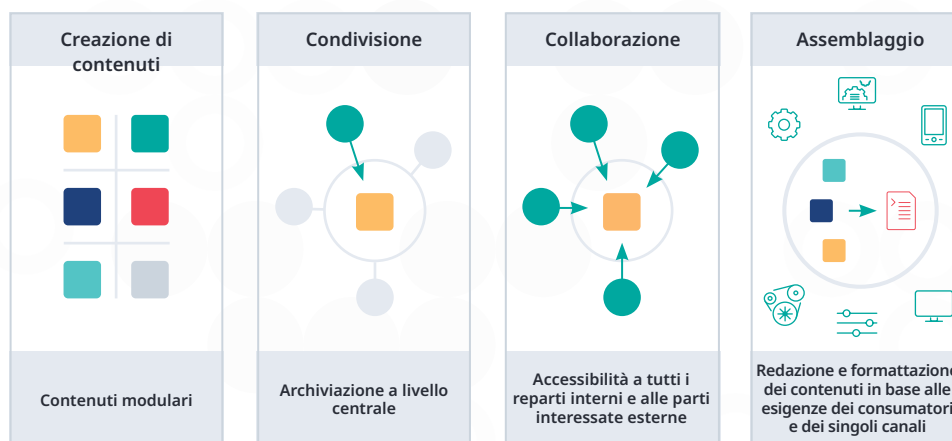 Creazione di
contenuti
Contenuti modulari
Condivisione
Archiviazione a livello
centrale
Collaborazione
Accessibilità a tutti i
reparti interni e alle parti
interessate esterne
Assemblaggio
Redazione e formattazione
dei contenuti in base alle
esigenze dei consumatori
e dei singoli canali